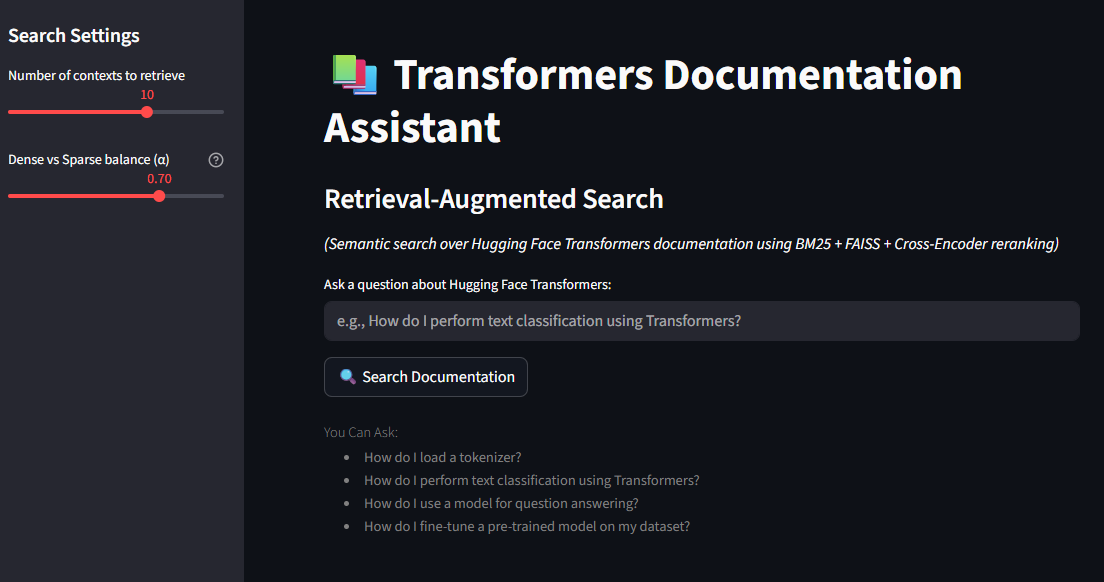 Search Settings
Number of contexts to retrieve
10
Dense vs Sparse balance (α)
0.70
📚 Transformers Documentation
Assistant
Retrieval-Augmented Search
(Semantic search over Hugging Face Transformers documentation using BM25 + FAISS + Cross-Encoder reranking)
Ask a question about Hugging Face Transformers:
e.g., How do I perform text classification using Transformers?
🔍 Search Documentation
You Can Ask:
• How do I load a tokenizer?
• How do I perform text classification using Transformers?
• How do I use a model for question answering?
• How do I fine-tune a pre-trained model on my dataset?